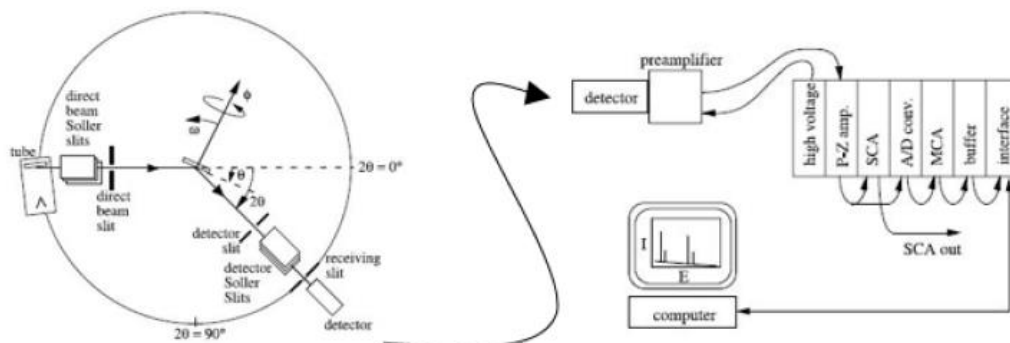 direct
beam
Soller
slits
tube
direct
beam
slit
ω
Φ
θ
2θ
2θ = 0°
detector
slit
detector
Soller
Slits
receiving
slit
detector
2θ = 90°
preamplifier
detector
high voltage
P-Z amp.
SCA
A/D conv.
MCA
buffer
interface
SCA out
I
E
computer